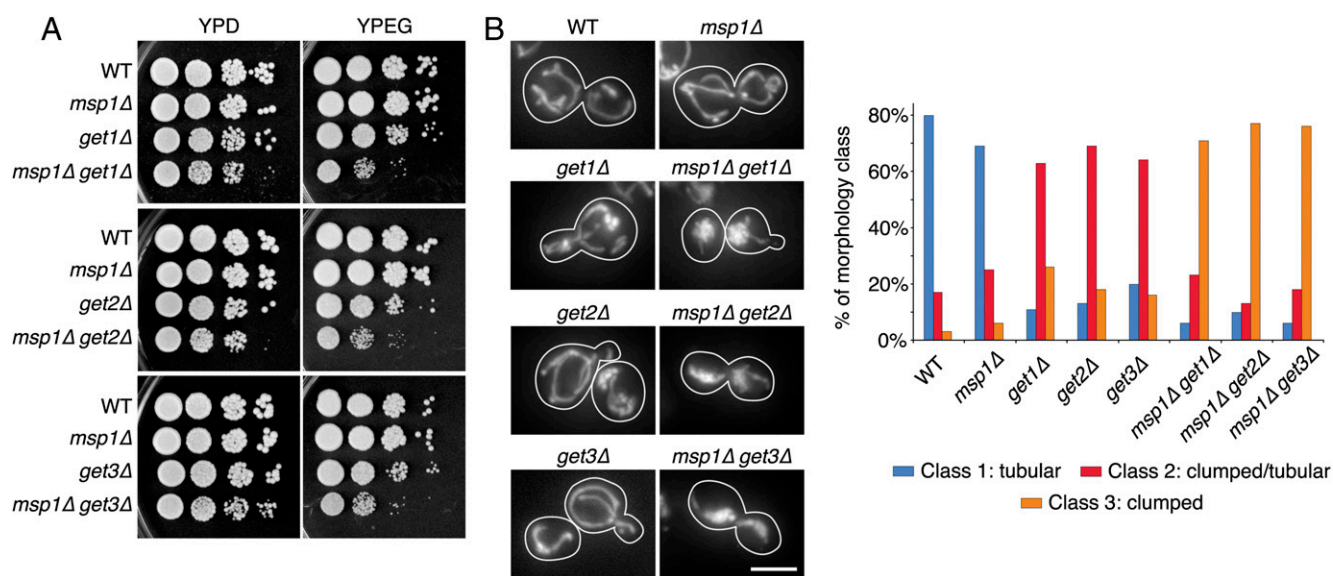 A
YPD
YPEG
WT
msp1Δ
get1Δ
msp1Δ get1Δ
WT
msp1Δ
get2Δ
msp1Δ get2Δ
WT
msp1Δ
get3Δ
msp1Δ get3Δ
B
WT
msp1Δ
get1Δ
msp1Δ get1Δ
get2Δ
msp1Δ get2Δ
get3Δ
msp1Δ get3Δ
% of morphology class
80%
60%
40%
20%
0%
WT
msp1Δ
get1Δ
get2Δ
get3Δ
msp1Δ get1Δ
msp1Δ get2Δ
msp1Δ get3Δ
Class 1: tubular
Class 2: clumped/tubular
Class 3: clumped